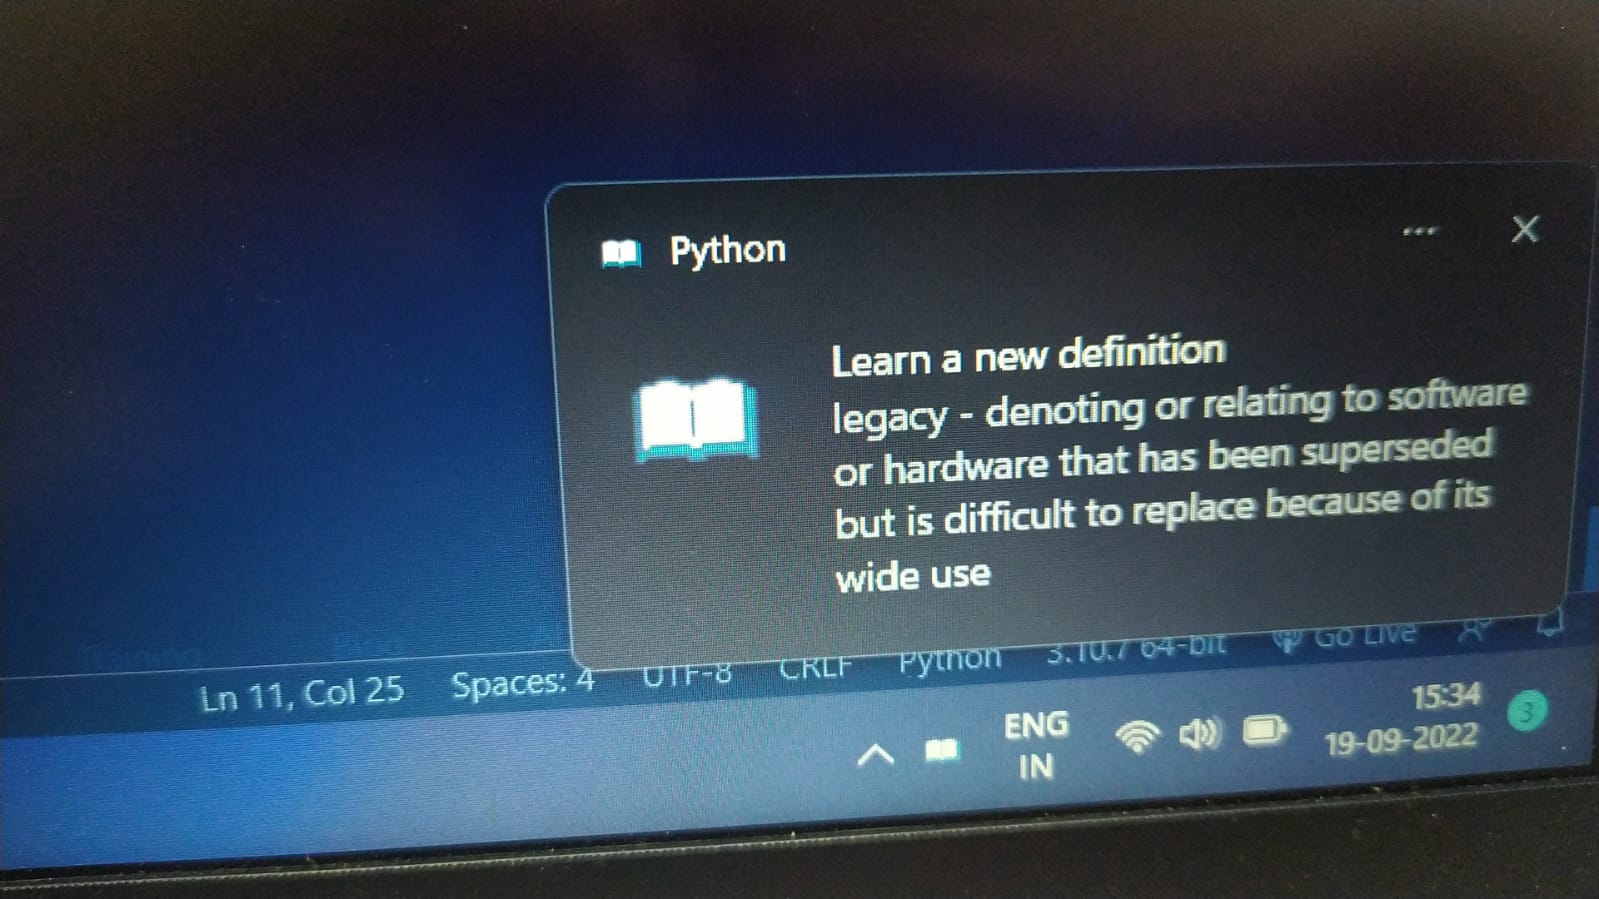 Python
Learn a new definition
legacy - denoting or relating to software
or hardware that has been superseded
but is difficult to replace because of its
wide use
Ln 11, Col 25 Spaces: 4 UTF-8 CRLF Python 3.10.7 64-bit Go Live
ENG
IN
15:34
19-09-2022
3